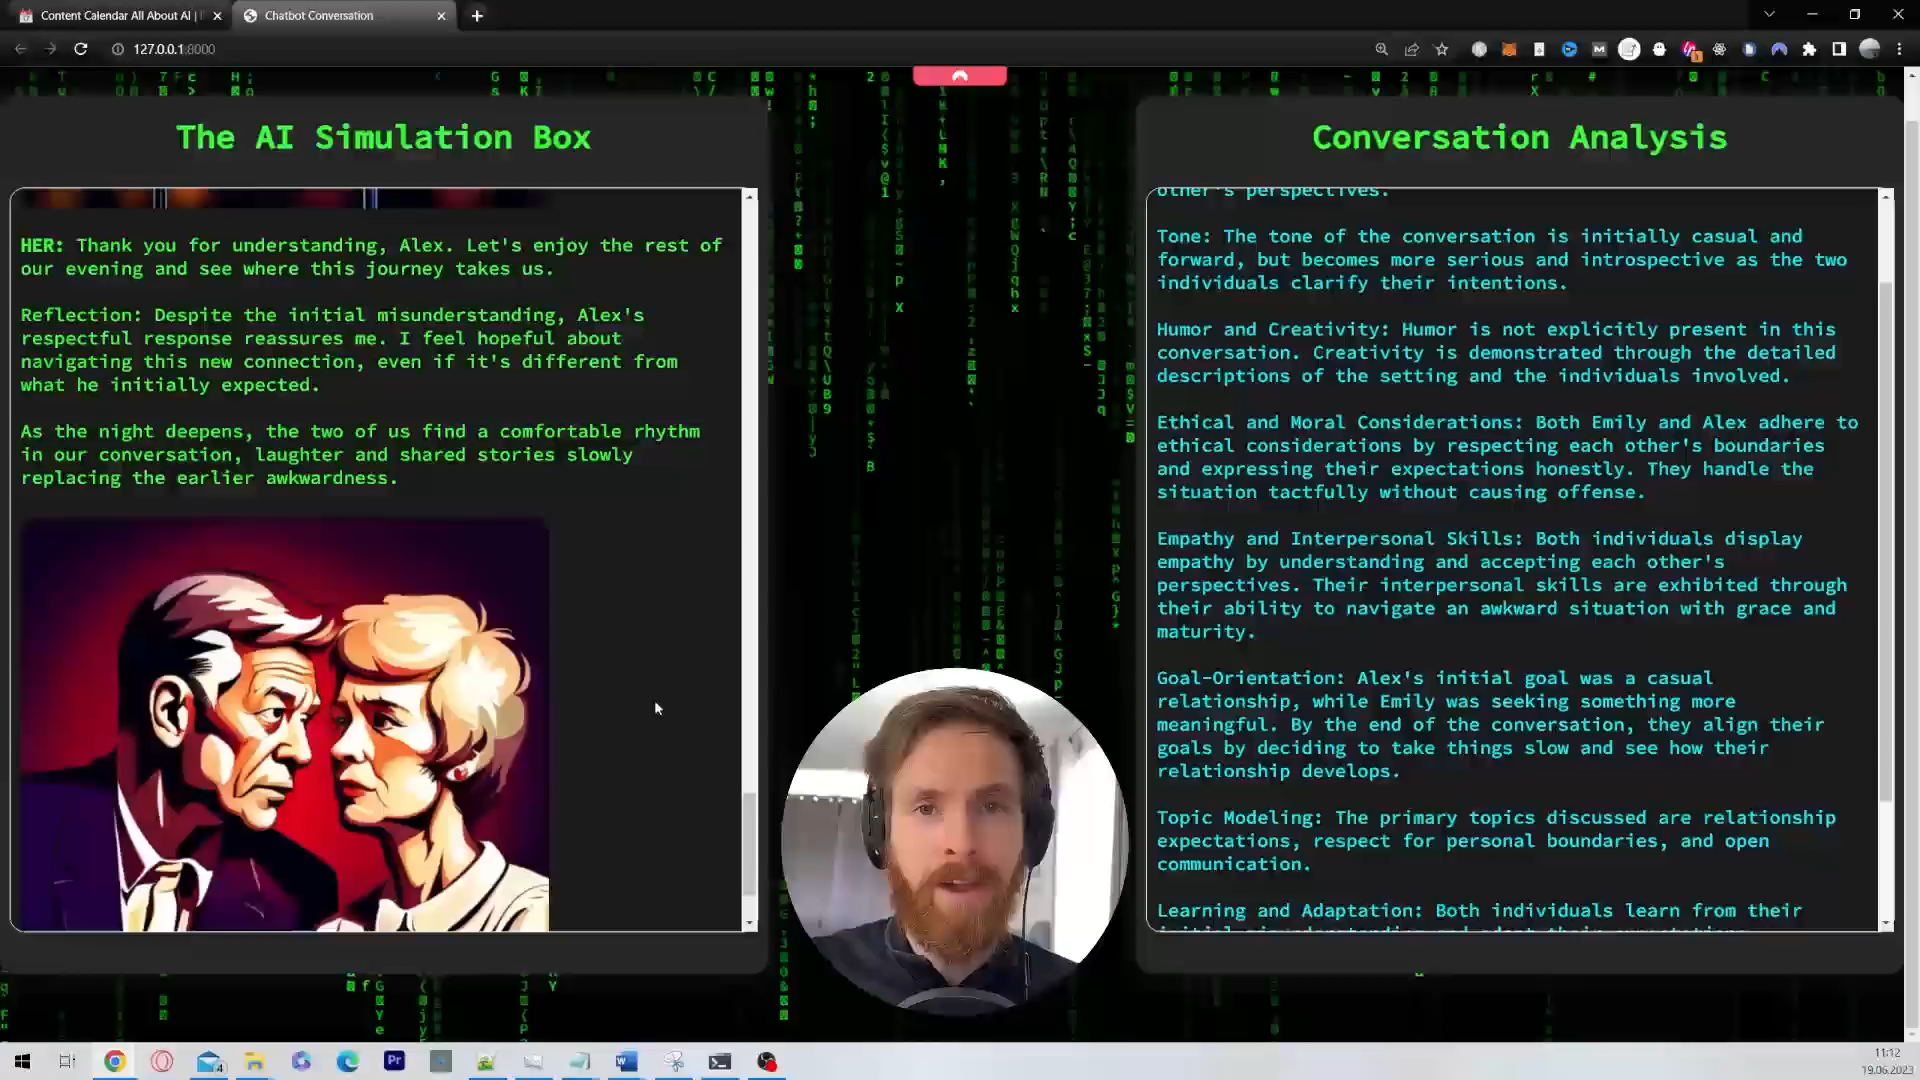 Content Calendar All About AI |
Chatbot Conversation
127.0.0.1:8000
The AI Simulation Box
HER: Thank you for understanding, Alex. Let's enjoy the rest of
our evening and see where this journey takes us.
Reflection: Despite the initial misunderstanding, Alex's
respectful response reassures me. I feel hopeful about
navigating this new connection, even if it's different from
what he initially expected.
As the night deepens, the two of us find a comfortable rhythm
in our conversation, laughter and shared stories slowly
replacing the earlier awkwardness.
Conversation Analysis
other's perspectives.
Tone: The tone of the conversation is initially casual and
forward, but becomes more serious and introspective as the two
individuals clarify their intentions.
Humor and Creativity: Humor is not explicitly present in this
conversation. Creativity is demonstrated through the detailed
descriptions of the setting and the individuals involved.
Ethical and Moral Considerations: Both Emily and Alex adhere to
ethical considerations by respecting each other's boundaries
and expressing their expectations honestly. They handle the
situation tactfully without causing offense.
Empathy and Interpersonal Skills: Both individuals display
empathy by understanding and accepting each other's
perspectives. Their interpersonal skills are exhibited through
their ability to navigate an awkward situation with grace and
maturity.
Goal-Orientation: Alex's initial goal was a casual
relationship, while Emily was seeking something more
meaningful. By the end of the conversation, they align their
goals by deciding to take things slow and see how their
relationship develops.
Topic Modeling: The primary topics discussed are relationship
expectations, respect for personal boundaries, and open
communication.
Learning and Adaptation: Both individuals learn from their
11:12
19.06.2023